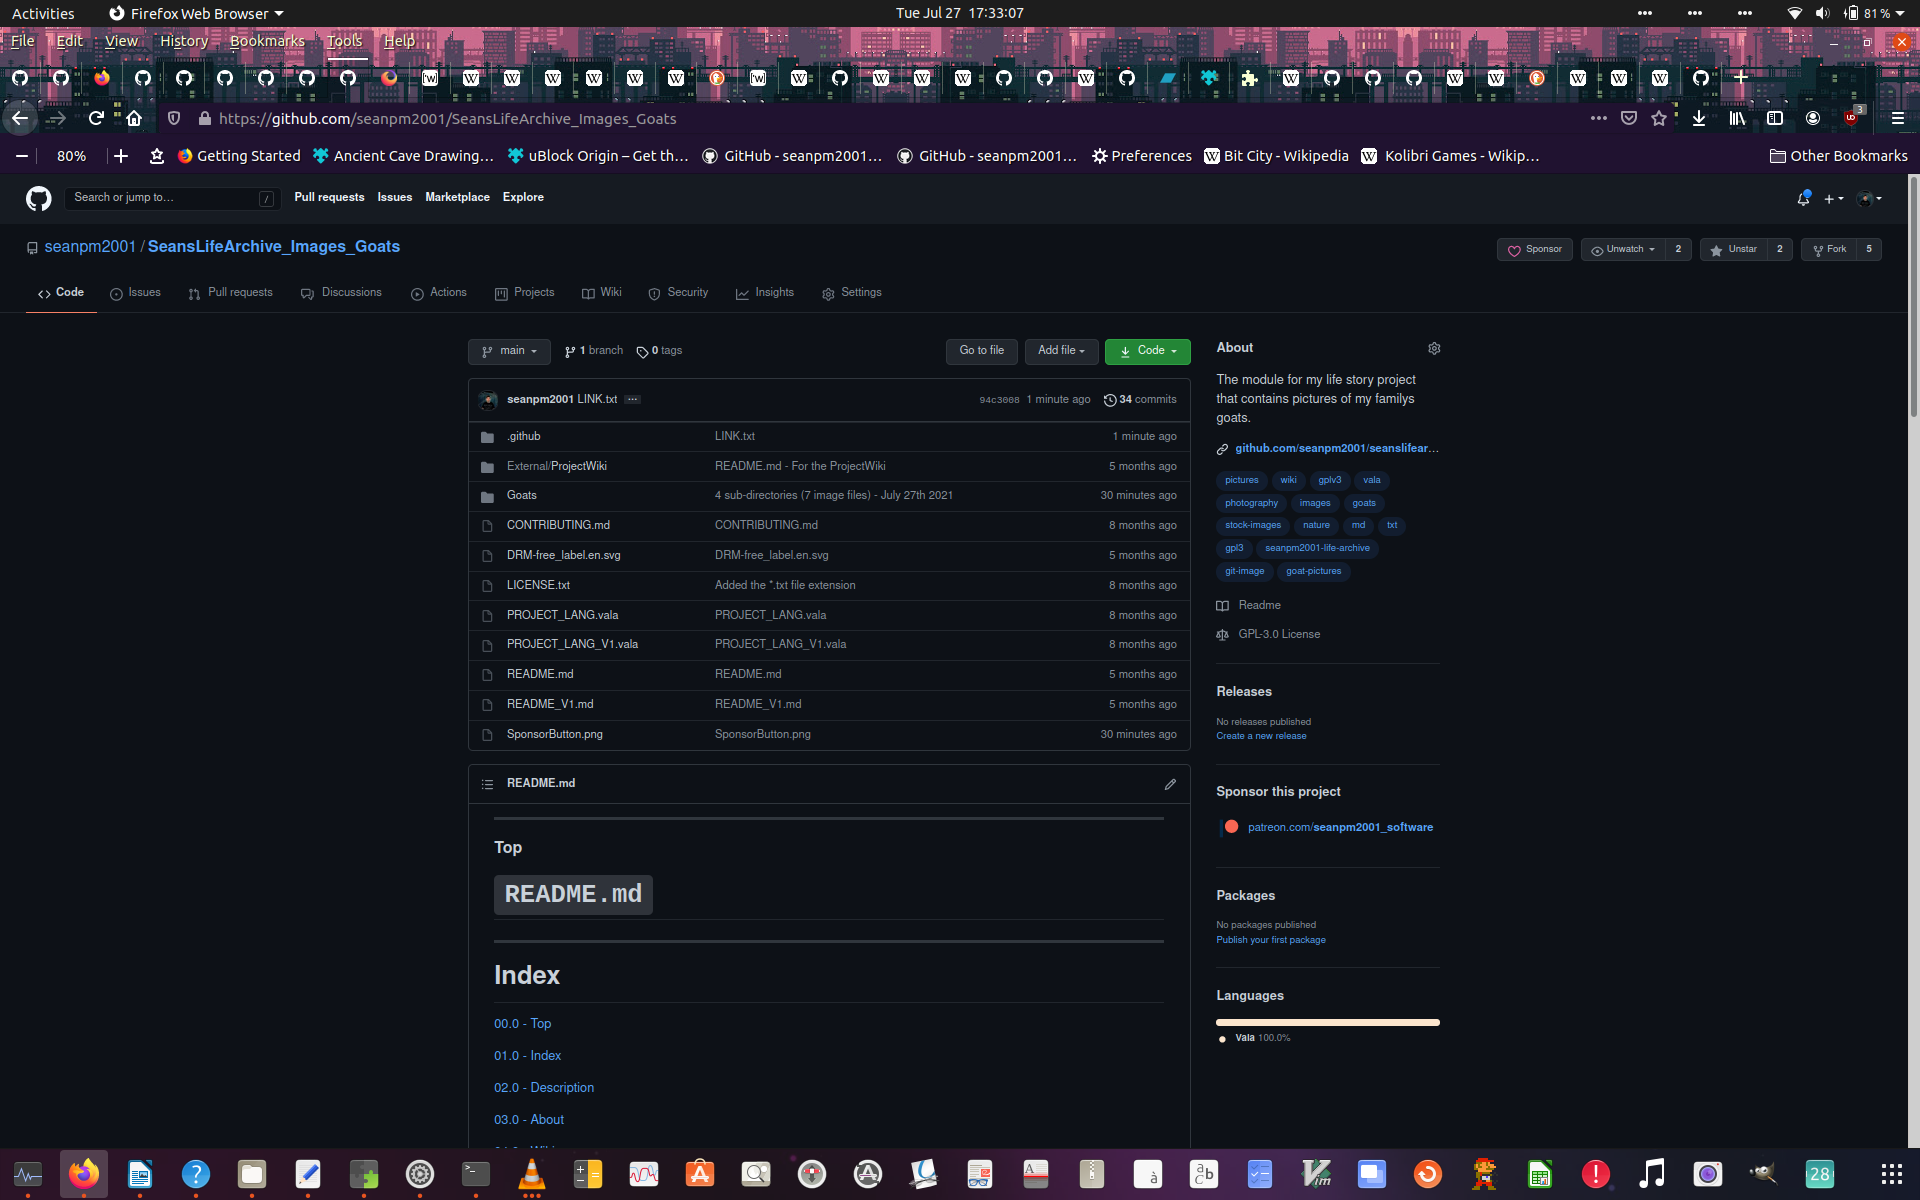 Activities Firefox Web Browser Tue Jul 27 17:33:07 81 %
File Edit View History Bookmarks Tools Help
https://github.com/seanpm2001/SeansLifeArchive_Images_Goats 3
80% Getting Started Ancient Cave Drawing… uBlock Origin – Get th… GitHub - seanpm2001… GitHub - seanpm2001… Preferences Bit City - Wikipedia Kolibri Games - Wikip… Other Bookmarks
Search or jump to… / Pull requests Issues Marketplace Explore
seanpm2001 / SeansLifeArchive_Images_Goats Sponsor Unwatch 2 Unstar 2 Fork 5
Code Issues Pull requests Discussions Actions Projects Wiki Security Insights Settings
main 1 branch 0 tags Go to file Add file Code
seanpm2001 LINK.txt ... 94c3008 1 minute ago 34 commits
.github LINK.txt 1 minute ago
External/ProjectWiki README.md - For the ProjectWiki 5 months ago
Goats 4 sub-directories (7 image files) - July 27th 2021 30 minutes ago
CONTRIBUTING.md CONTRIBUTING.md 8 months ago
DRM-free_label.en.svg DRM-free_label.en.svg 5 months ago
LICENSE.txt Added the *.txt file extension 8 months ago
PROJECT_LANG.vala PROJECT_LANG.vala 8 months ago
PROJECT_LANG_V1.vala PROJECT_LANG_V1.vala 8 months ago
README.md README.md 5 months ago
README_V1.md README_V1.md 5 months ago
SponsorButton.png SponsorButton.png 30 minutes ago
README.md
Top
README.md
Index
00.0 - Top
01.0 - Index
02.0 - Description
03.0 - About
About
The module for my life story project
that contains pictures of my familys
goats.
github.com/seanpm2001/seanslifear…
pictures wiki gplv3 vala
photography images goats
stock-images nature md txt
gpl3 seanpm2001-life-archive
git-image goat-pictures
Readme
GPL-3.0 License
Releases
No releases published
Create a new release
Sponsor this project
patreon.com/seanpm2001_software
Packages
No packages published
Publish your first package
Languages
Vala 100.0%
28